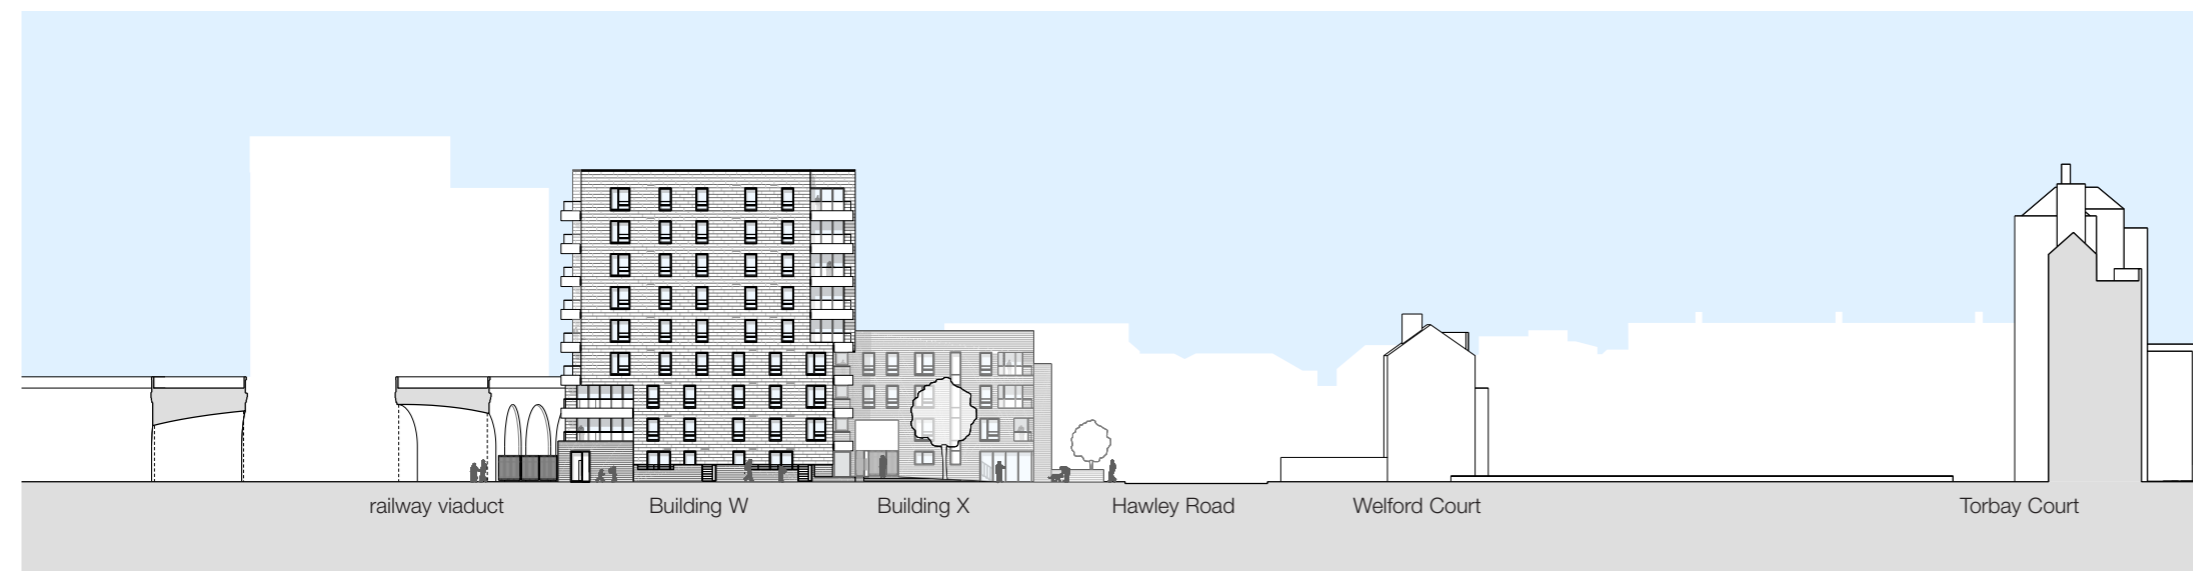 railway viaduct
Building W
Building X
Hawley Road
Welford Court
Torbay Court